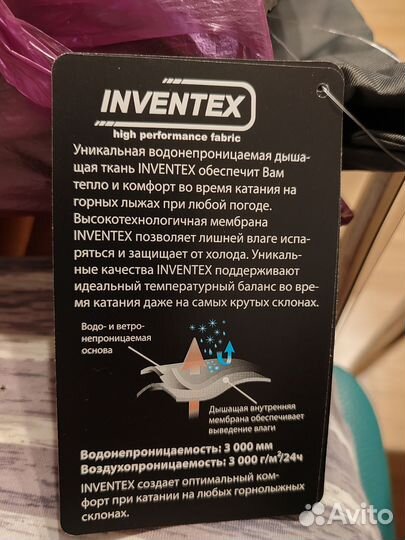 INVENTEX
high performance fabric
Уникальная водонепроницаемая дыша-
щая ткань INVENTEX обеспечит Вам
тепло и комфорт во время катания на
горных лыжах при любой погоде.
Высокотехнологичная мембрана
INVENTEX позволяет лишней влаге испа-
ряться и защищает от холода. Уникаль-
ные качества INVENTEX поддерживают
идеальный температурный баланс во вре-
мя катания даже на самых крутых склонах.
Водо- и ветро-
непроницаемая
основа
Дышащая внутренняя
мембрана обеспечивает
выведение влаги
Водонепроницаемость: 3 000 мм
Воздухопроницаемость: 3 000 г/м²/24ч
INVENTEX создает оптимальный ком-
форт при катании на любых горнолыжных
склонах.
Avito